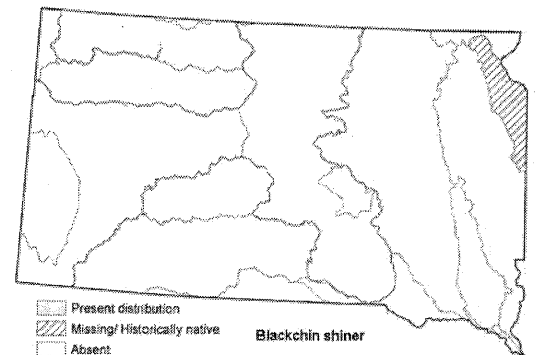 Present distribution
Missing/ Historically native
Absent
Blackchin shiner